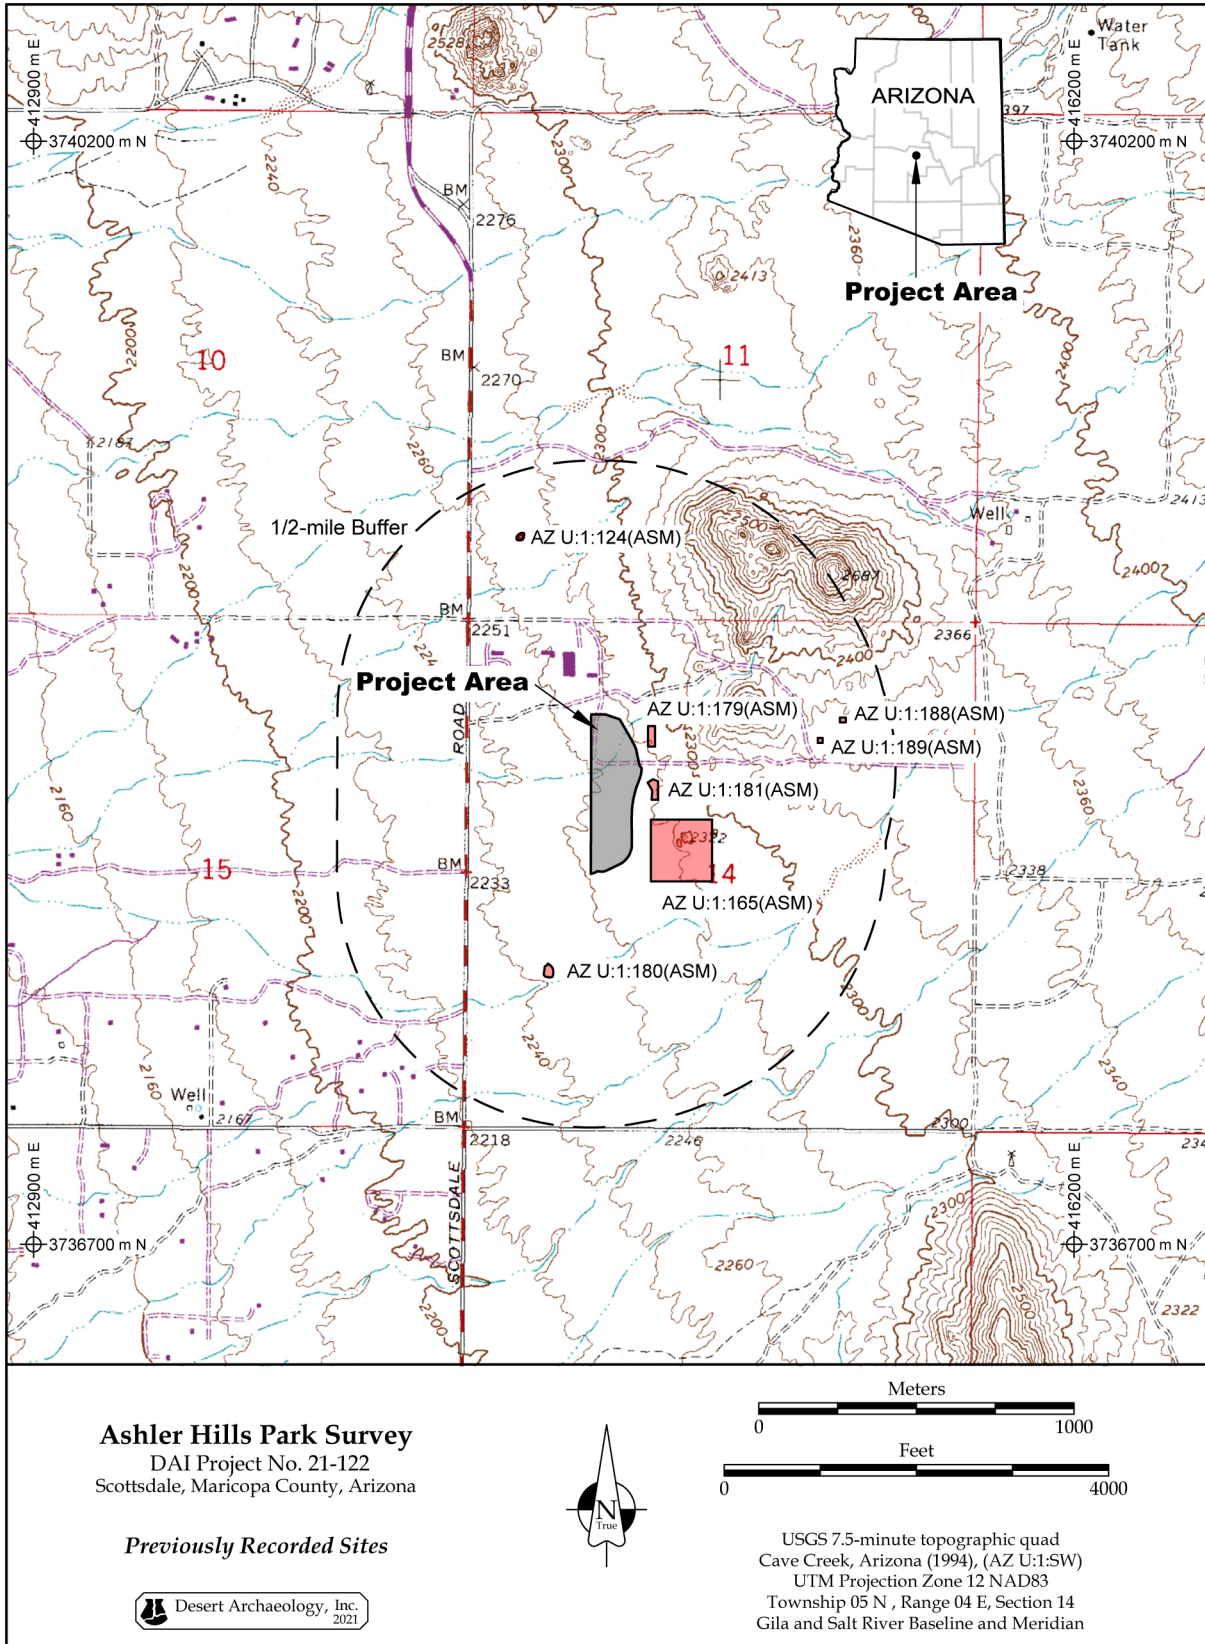 2528
Water
Tank
412900 m E
416200 m E
ARIZONA
2397
3740200 m N
3740200 m N
2240
2300
BM
2276
2360
2413
Project Area
2200
10
BM
11
2270
2400
2300
2187
2260
2413
1/2-mile Buffer
2500
Well
AZ U:1:124(ASM)
2687
2200
2400
BM
2251
2366
2400
Project Area
AZ U:1:179(ASM)
AZ U:1:188(ASM)
ROAD
2300
AZ U:1:189(ASM)
2160
AZ U:1:181(ASM)
2360
2322
BM
15
14
2338
2233
2200
AZ U:1:165(ASM)
AZ U:1:180(ASM)
2300
2240
2160
2340
Well
2167
BM
2300
2218
2246
412900 m E
416200 m E
SCOTTSDALE
2300
3736700 m N
3736700 m N
2260
2500
2322
2200
Ashler Hills Park Survey
DAI Project No. 21-122
Scottsdale, Maricopa County, Arizona
Previously Recorded Sites
Desert Archaeology, Inc.
2021
N
True
Meters
0 1000
Feet
0 4000
USGS 7.5-minute topographic quad
Cave Creek, Arizona (1994), (AZ U:1:SW)
UTM Projection Zone 12 NAD83
Township 05 N , Range 04 E, Section 14
Gila and Salt River Baseline and Meridian